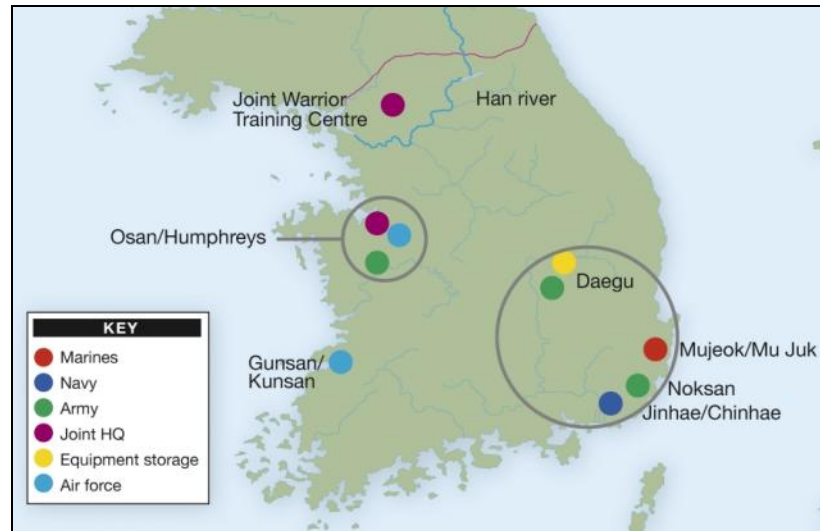 Joint Warrior
Training Centre
Han river
Osan/Humphreys
Daegu
Gunsan/
Kunsan
Mujeok/Mu Juk
Noksan
Jinhae/Chinhae
KEY
Marines
Navy
Army
Joint HQ
Equipment storage
Air force